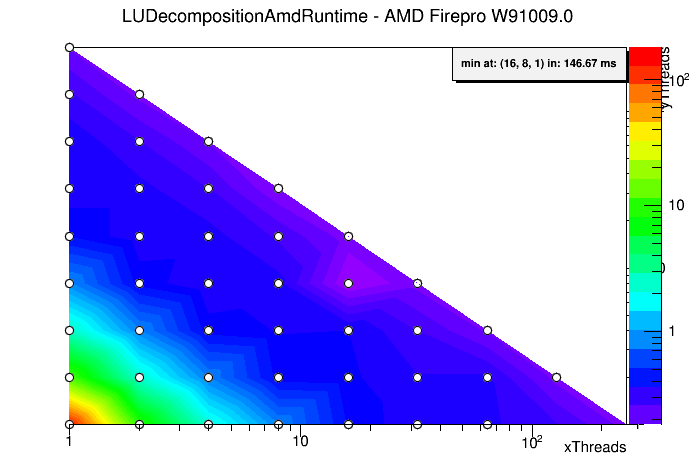 LUDecompositionAmdRuntime - AMD Firepro W91009.0
min at: (16, 8, 1) in: 146.67 ms
yThreads
10²
10
1
1
10
10²
xThreads